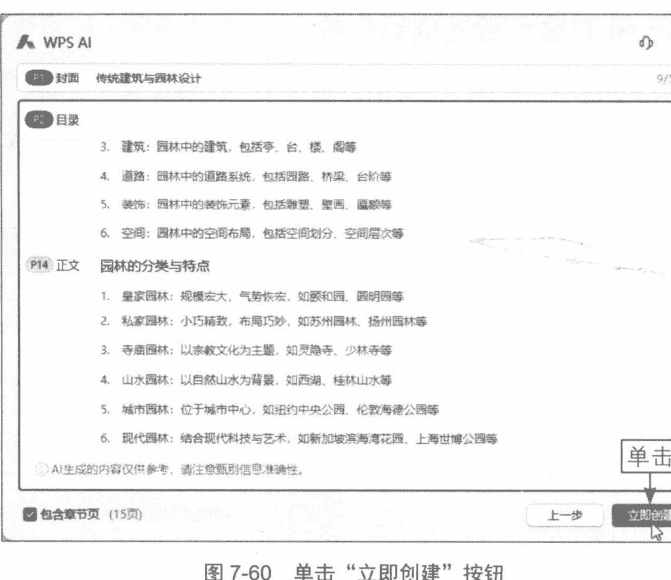 WPS AI
P1 封面 传统建筑与园林设计 9/
P2 目录
3. 建筑：园林中的建筑，包括亭、台、楼、阁等
4. 道路：园林中的道路系统，包括园路、桥梁、台阶等
5. 装饰：园林中的装饰元素，包括雕塑、壁画、匾额等
6. 空间：园林中的空间布局，包括空间划分、空间层次等
P14 正文 园林的分类与特点
1. 皇家园林：规模宏大，气势恢宏，如颐和园、圆明园等
2. 私家园林：小巧精致，布局巧妙，如苏州园林、扬州园林等
3. 寺庙园林：以宗教文化为主题，如灵隐寺、少林寺等
4. 山水园林：以自然山水为背景，如西湖、桂林山水等
5. 城市园林：位于城市中心，如纽约中央公园、伦敦海德公园等
6. 现代园林：结合现代科技与艺术，如新加坡滨海湾花园、上海世博公园等
单击
AI生成的内容仅供参考，请注意甄别信息准确性。
包含章节页 (15页) 上一步 立即创建
图 7-60 单击“立即创建”按钮